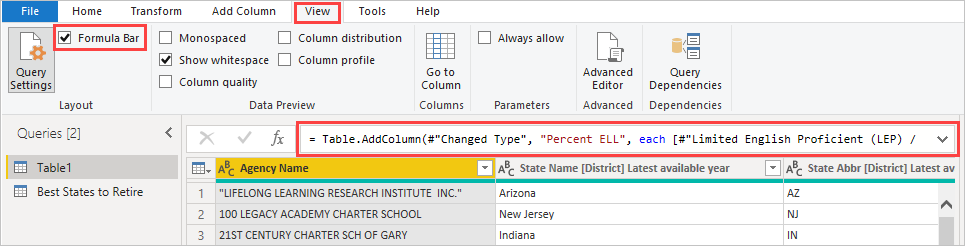 File Home Transform Add Column View Tools Help
Query Settings
Formula Bar
Layout
Monospaced
Show whitespace
Column quality
Column distribution
Column profile
Data Preview
Go to Column
Columns
Always allow
Parameters
Advanced Editor
Advanced
Query Dependencies
Dependencies
Queries [2]
Table1
Best States to Retire
fx
= Table.AddColumn(#"Changed Type", "Percent ELL", each [#"Limited English Proficient (LEP) /
ABC Agency Name ABC State Name [District] Latest available year ABC State Abbr [District] Latest av
1 "LIFELONG LEARNING RESEARCH INSTITUTE INC." Arizona AZ
2 100 LEGACY ACADEMY CHARTER SCHOOL New Jersey NJ
3 21ST CENTURY CHARTER SCH OF GARY Indiana IN